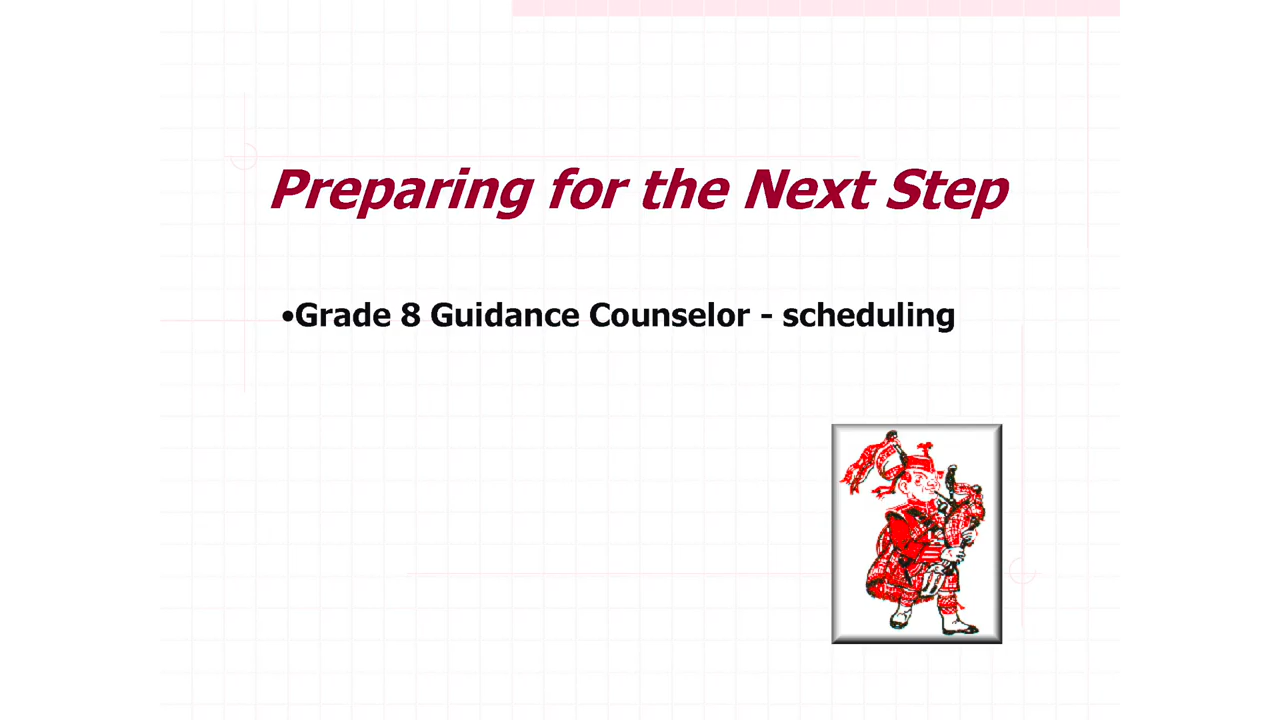 Preparing for the Next Step
•Grade 8 Guidance Counselor - scheduling